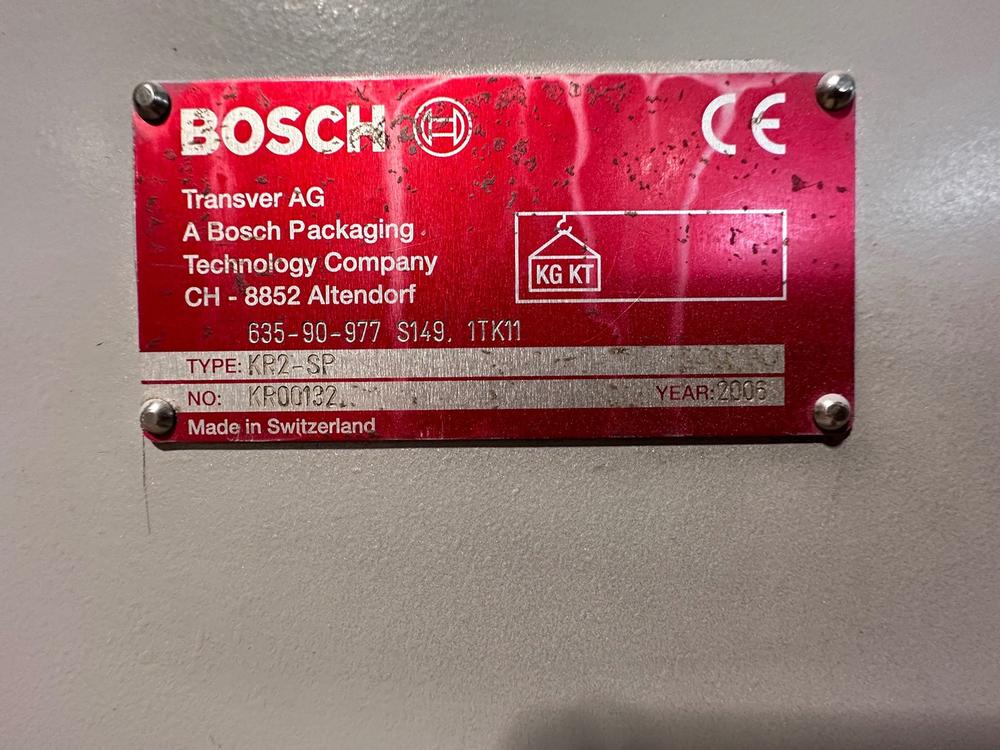 BOSCH
CE
Transver AG
A Bosch Packaging
Technology Company
CH - 8852 Altendorf
KG KT
635-90-977 S149. 1TK11
TYPE: KR2-SP
NO: KR00132. YEAR: 2006
Made in Switzerland